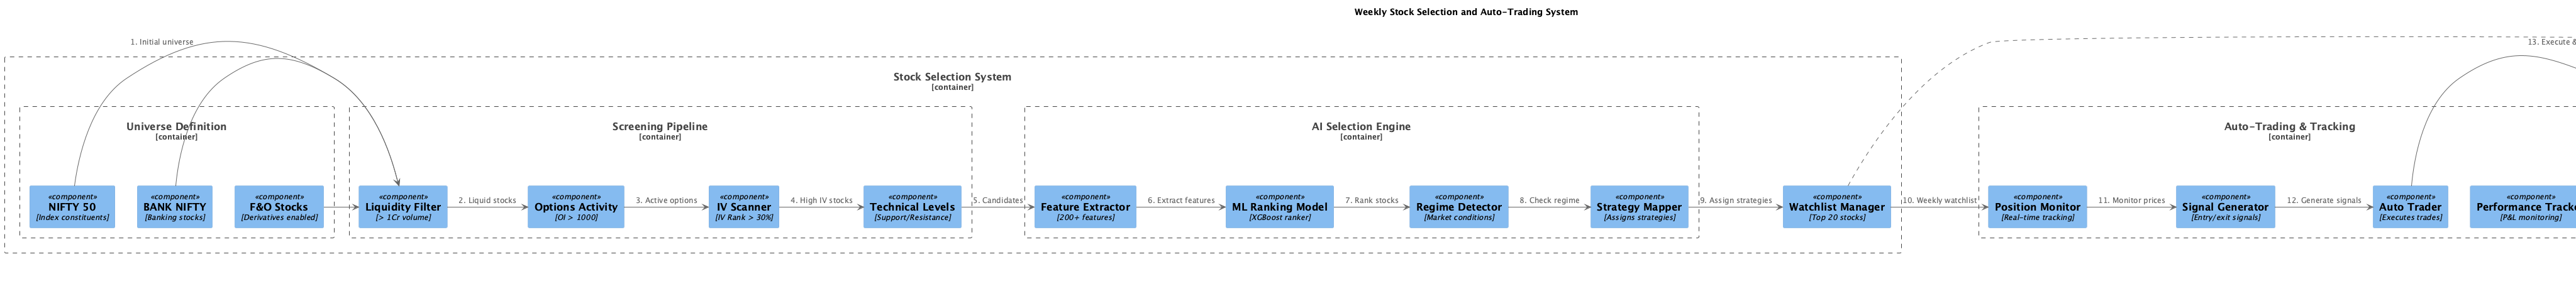 Weekly Stock Selection and Auto-Trading System
1. Initial universe
13. Execute &
Stock Selection System
[container]
Universe Definition
[container]
Screening Pipeline
[container]
AI Selection Engine
[container]
Auto-Trading & Tracking
[container]
«component»
NIFTY 50
[Index constituents]
«component»
BANK NIFTY
[Banking stocks]
«component»
F&O Stocks
[Derivatives enabled]
«component»
Liquidity Filter
[> 1Cr volume]
2. Liquid stocks
«component»
Options Activity
[OI > 1000]
3. Active options
«component»
IV Scanner
[IV Rank > 30%]
4. High IV stocks
«component»
Technical Levels
[Support/Resistance]
5. Candidates
«component»
Feature Extractor
[200+ features]
6. Extract features
«component»
ML Ranking Model
[XGBoost ranker]
7. Rank stocks
«component»
Regime Detector
[Market conditions]
8. Check regime
«component»
Strategy Mapper
[Assigns strategies]
9. Assign strategies
«component»
Watchlist Manager
[Top 20 stocks]
10. Weekly watchlist
«component»
Position Monitor
[Real-time tracking]
11. Monitor prices
«component»
Signal Generator
[Entry/exit signals]
12. Generate signals
«component»
Auto Trader
[Executes trades]
«component»
Performance Tracke
[P&L monitoring]